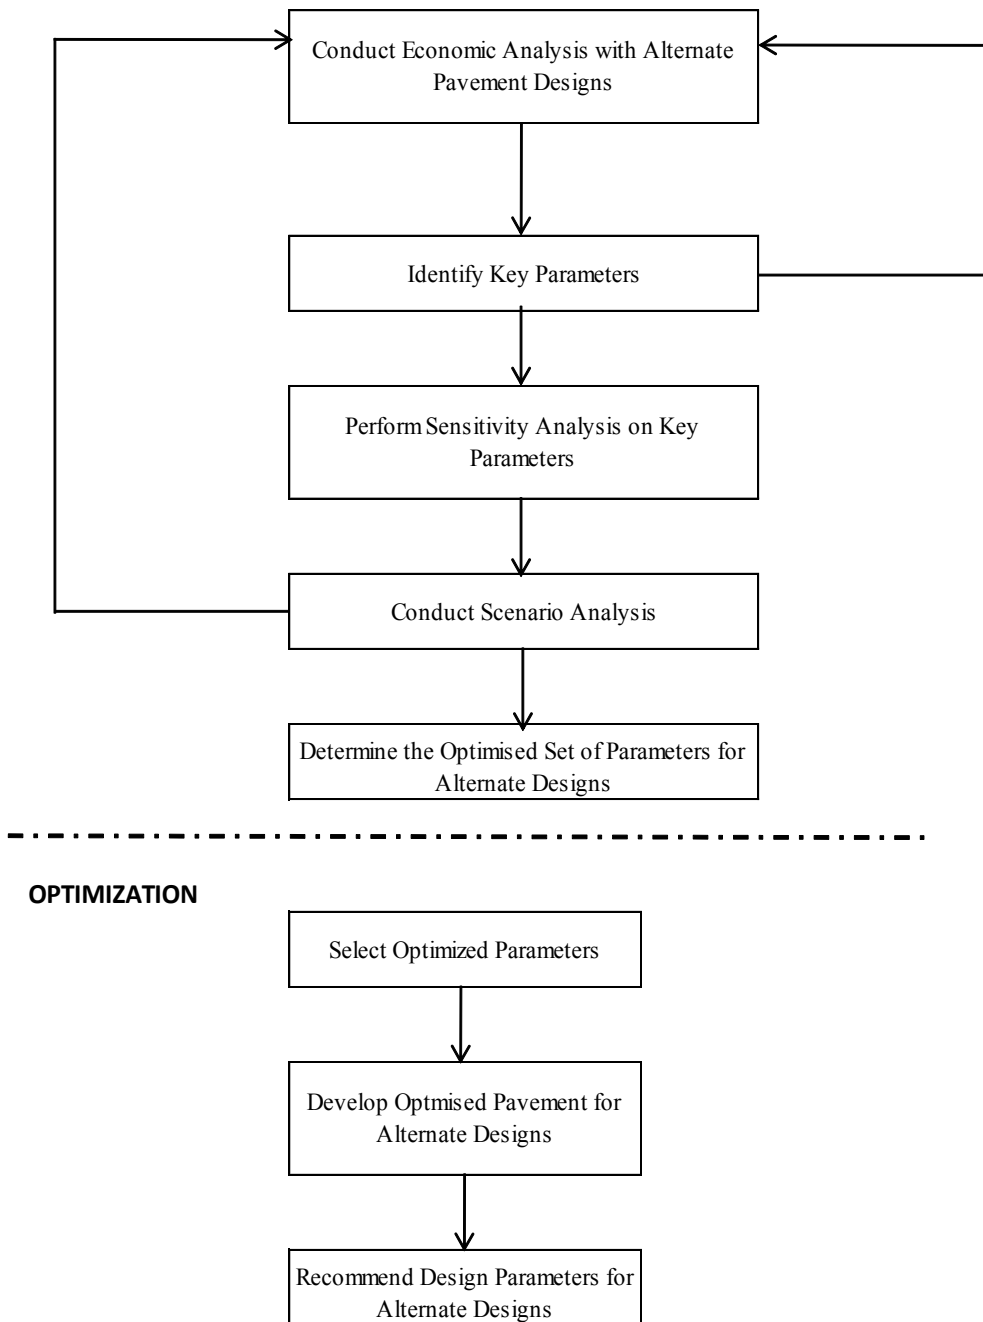 Conduct Economic Analysis with Alternate
Pavement Designs
Identify Key Parameters
Perform Sensitivity Analysis on Key
Parameters
Conduct Scenario Analysis
Determine the Optimised Set of Parameters for
Alternate Designs
OPTIMIZATION
Select Optimized Parameters
Develop Optmised Pavement for
Alternate Designs
Recommend Design Parameters for
Alternate Designs